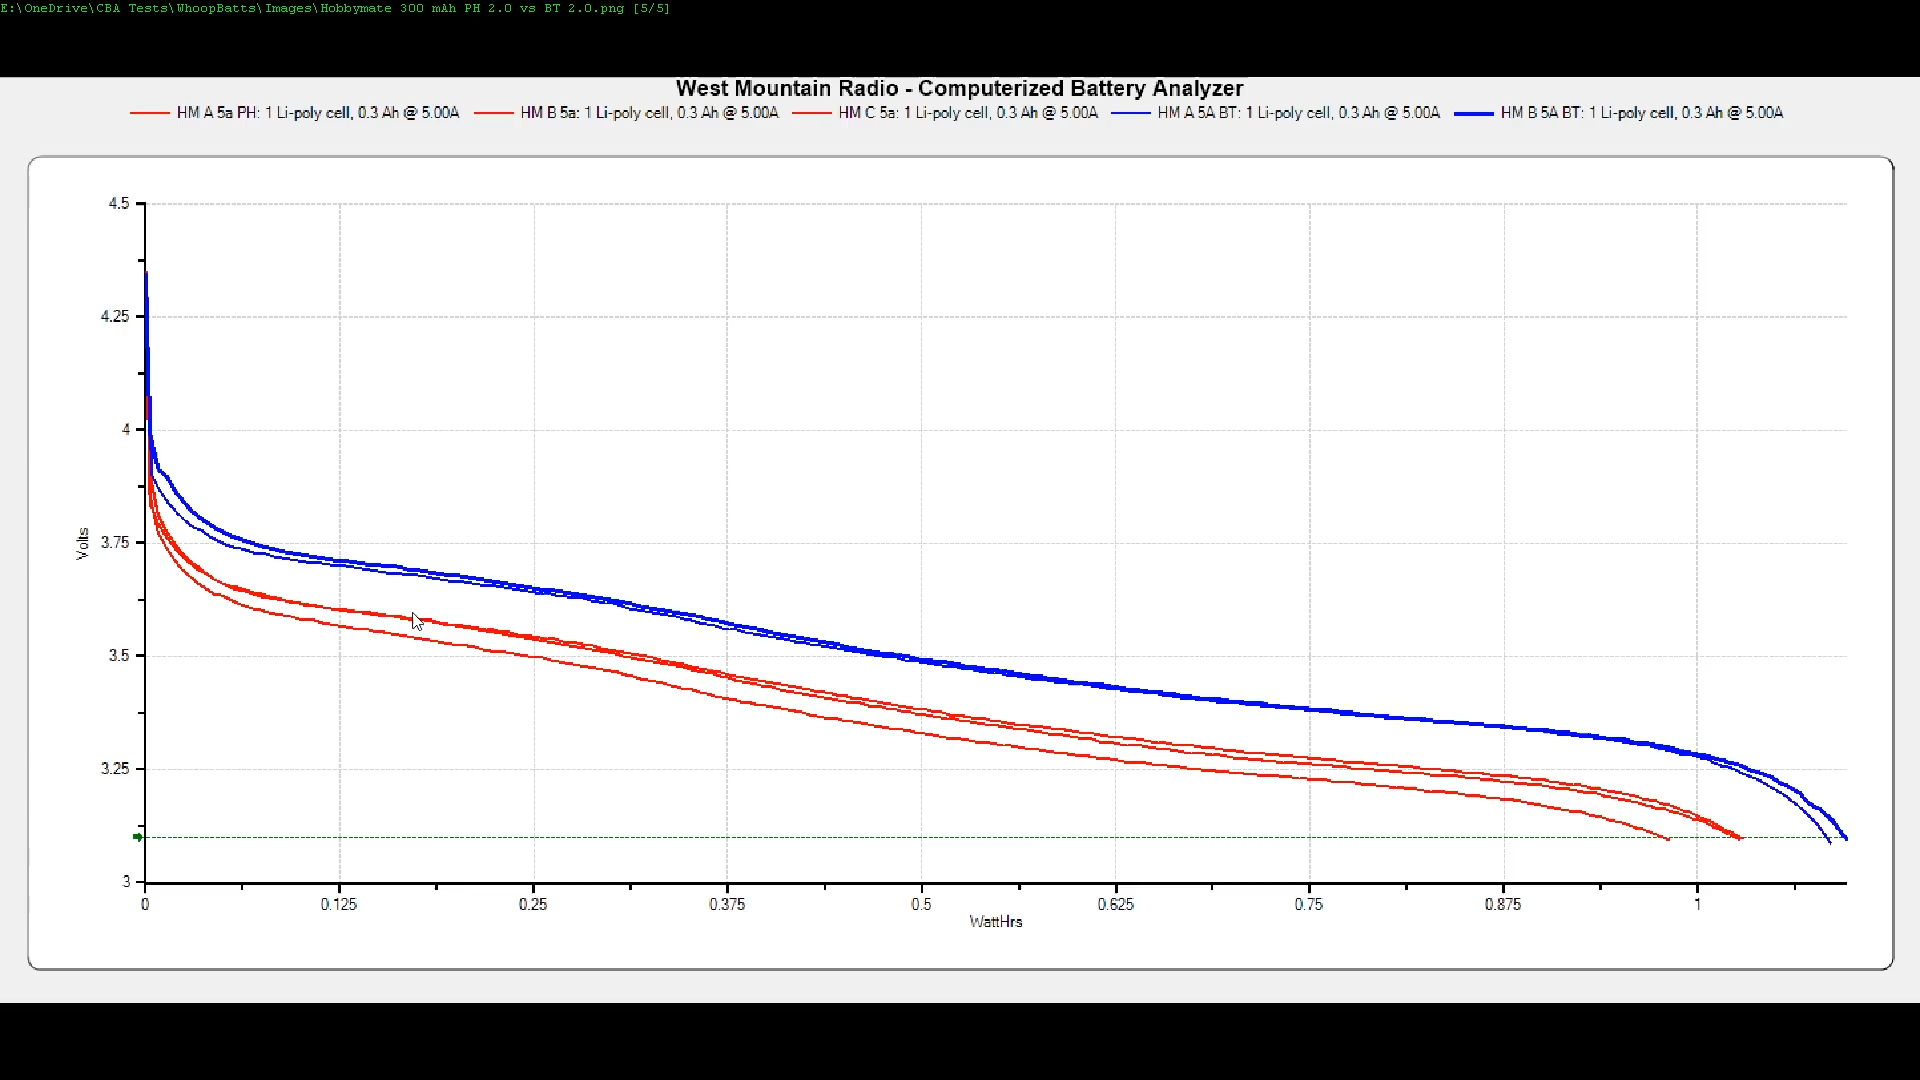 E:\OneDrive\CBA Tests\WhoopBatts\Images\Hobbymate 300 mAh PH 2.0 vs BT 2.0.png [5/5]
West Mountain Radio - Computerized Battery Analyzer
HM A 5a PH: 1 Li-poly cell, 0.3 Ah @ 5.00A HM B 5a: 1 Li-poly cell, 0.3 Ah @ 5.00A HM C 5a: 1 Li-poly cell, 0.3 Ah @ 5.00A HM A 5A BT: 1 Li-poly cell, 0.3 Ah @ 5.00A HM B 5A BT: 1 Li-poly cell, 0.3 Ah @ 5.00A
4.5
4.25
4
3.75
3.5
3.25
3
Volts
0 0.125 0.25 0.375 0.5 0.625 0.75 0.875 1
WattHrs